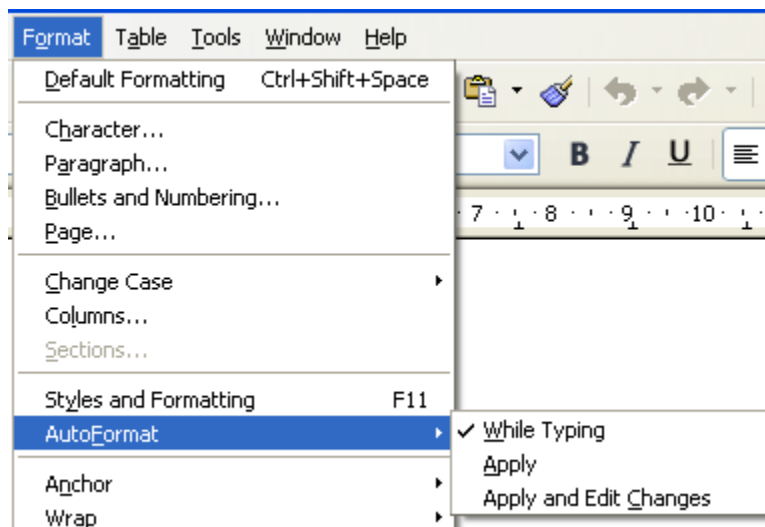 Format Table Tools Window Help
Default Formatting Ctrl+Shift+Space
Character...
Paragraph...
Bullets and Numbering...
Page...
B I U
7 8 9 10
Change Case
Columns...
Sections...
Styles and Formatting F11
AutoFormat
While Typing
Apply
Apply and Edit Changes
Anchor
Wrap